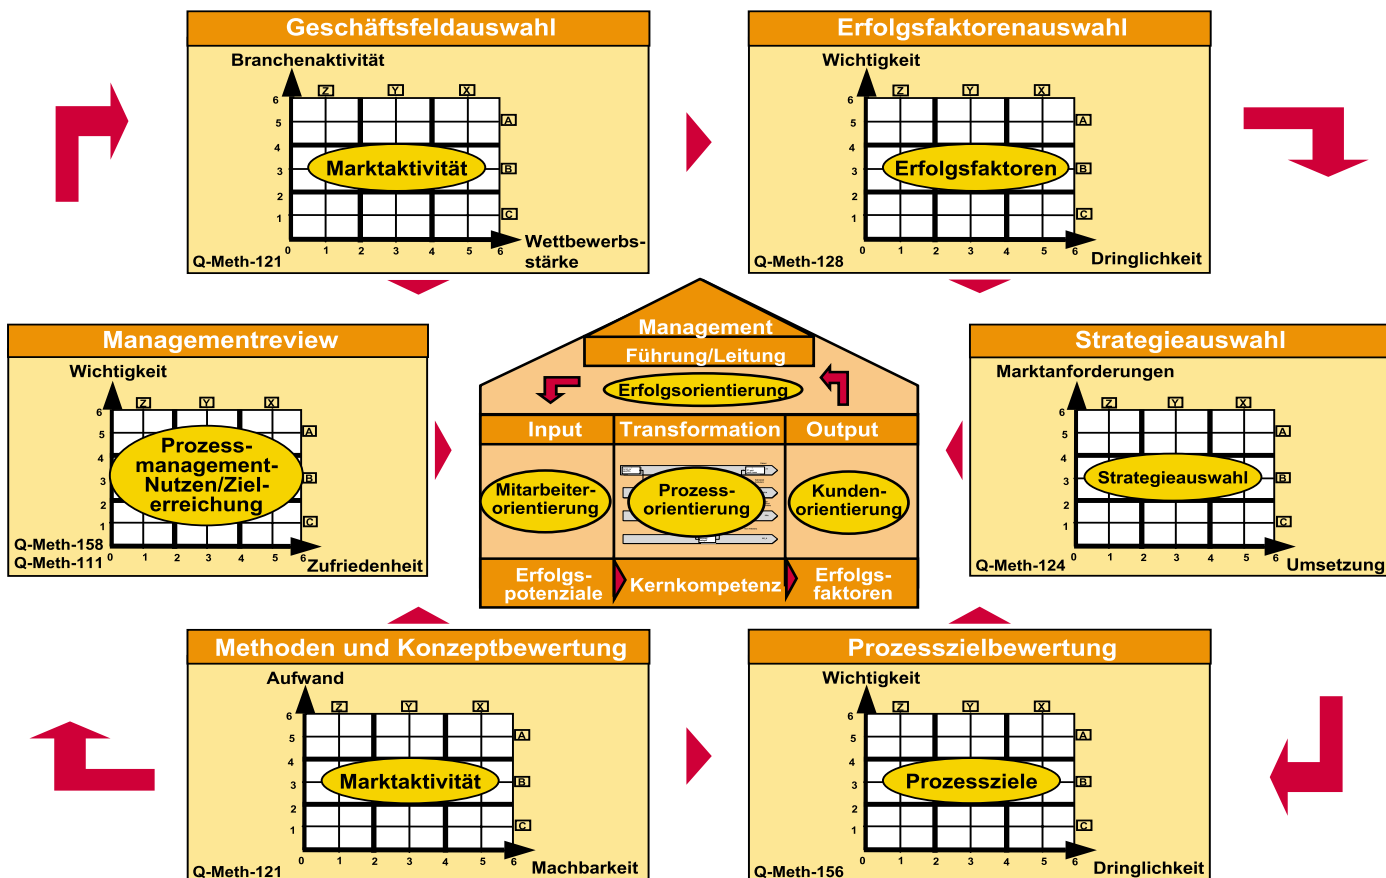 Geschäftsfeldauswahl
Branchenaktivität
Z Y X
6
5
4
3
2
1
A
B
C
Marktaktivität
0 1 2 3 4 5 6
Wettbewerbs-
stärke
Q-Meth-121
Erfolgsfaktorenauswahl
Wichtigkeit
Z Y X
6
5
4
3
2
1
A
B
C
Erfolgsfaktoren
0 1 2 3 4 5 6
Dringlichkeit
Q-Meth-128
Managementreview
Wichtigkeit
Z Y X
6
5
4
3
2
1
A
B
C
Prozess-
management-
Nutzen/Ziel-
erreichung
0 1 2 3 4 5 6
Zufriedenheit
Q-Meth-158
Q-Meth-111
Management
Führung/Leitung
Erfolgsorientierung
Input Transformation Output
Mitarbeiter-
orientierung
Prozess-
orientierung
Kunden-
orientierung
Erfolgs-
potenziale
Kernkompetenz
Erfolgs-
faktoren
Strategieauswahl
Marktanforderungen
Z Y X
6
5
4
3
2
1
A
B
C
Strategieauswahl
0 1 2 3 4 5 6
Umsetzung
Q-Meth-124
Methoden und Konzeptbewertung
Aufwand
Z Y X
6
5
4
3
2
1
A
B
C
Marktaktivität
0 1 2 3 4 5 6
Machbarkeit
Q-Meth-121
Prozesszielbewertung
Wichtigkeit
Z Y X
6
5
4
3
2
1
A
B
C
Prozessziele
0 1 2 3 4 5 6
Dringlichkeit
Q-Meth-156